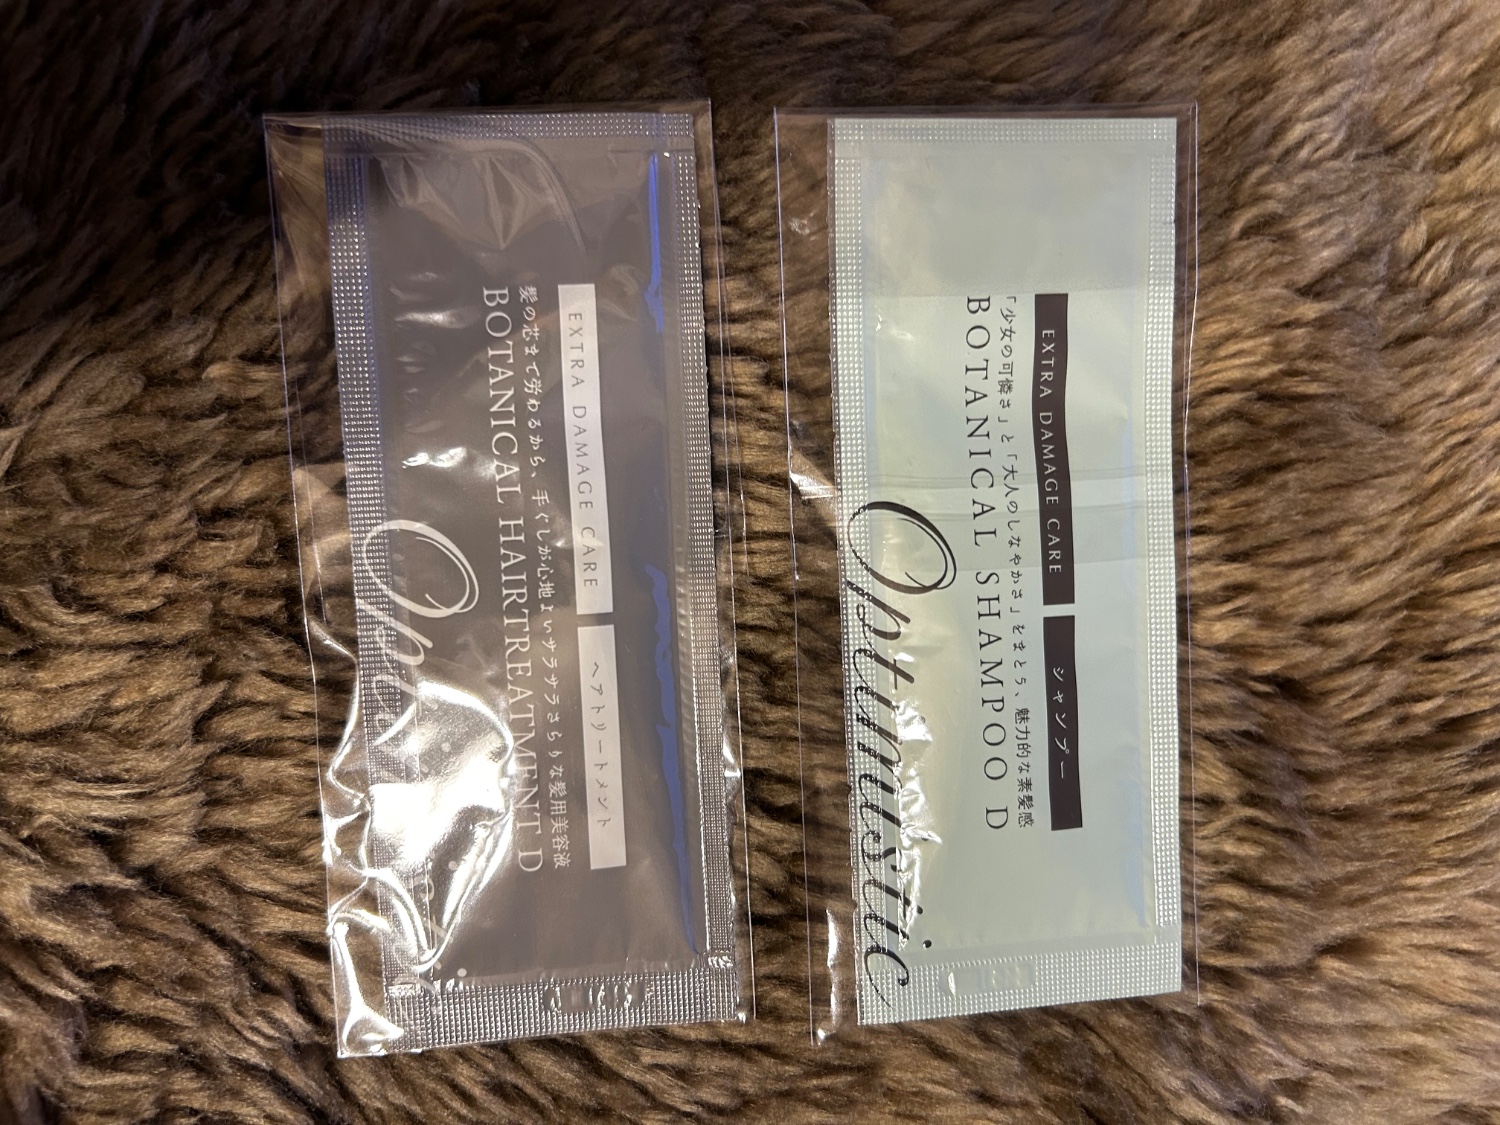 EXTRA DAMAGE CARE ヘアトリートメント
髪の芯まで労わるから、手ぐしが心地よいサラサラさらりな髪用美容液
BOTANICAL HAIRTREATMENT D
EXTRA DAMAGE CARE シャンプー
「少女の可憐さ」と「大人のしなやかさ」をまとう、魅力的な素髪感
BOTANICAL SHAMPOO D
Optimistic